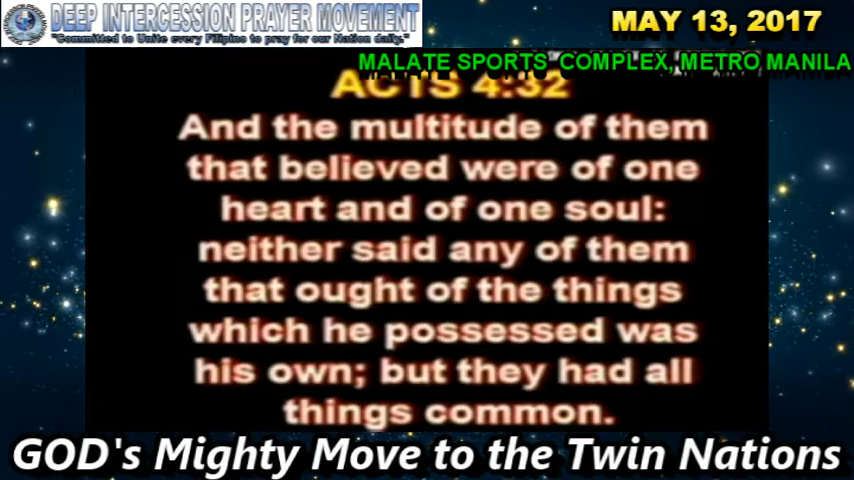 DEEP INTERCESSION PRAYER MOVEMENT
"Committed to Unite every Filipino to pray for our Nation daily."
MAY 13, 2017
MALATE SPORTS COMPLEX, METRO MANILA
ACTS 4:32
And the multitude of them
that believed were of one
heart and of one soul:
neither said any of them
that ought of the things
which he possessed was
his own; but they had all
things common.
GOD's Mighty Move to the Twin Nations